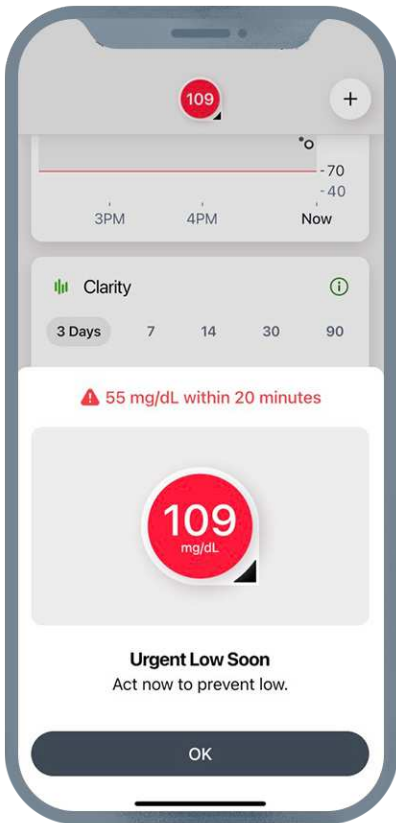 109
+
-70
-40
3PM 4PM Now
Clarity
3 Days 7 14 30 90
55 mg/dL within 20 minutes
109
mg/dL
Urgent Low Soon
Act now to prevent low.
OK